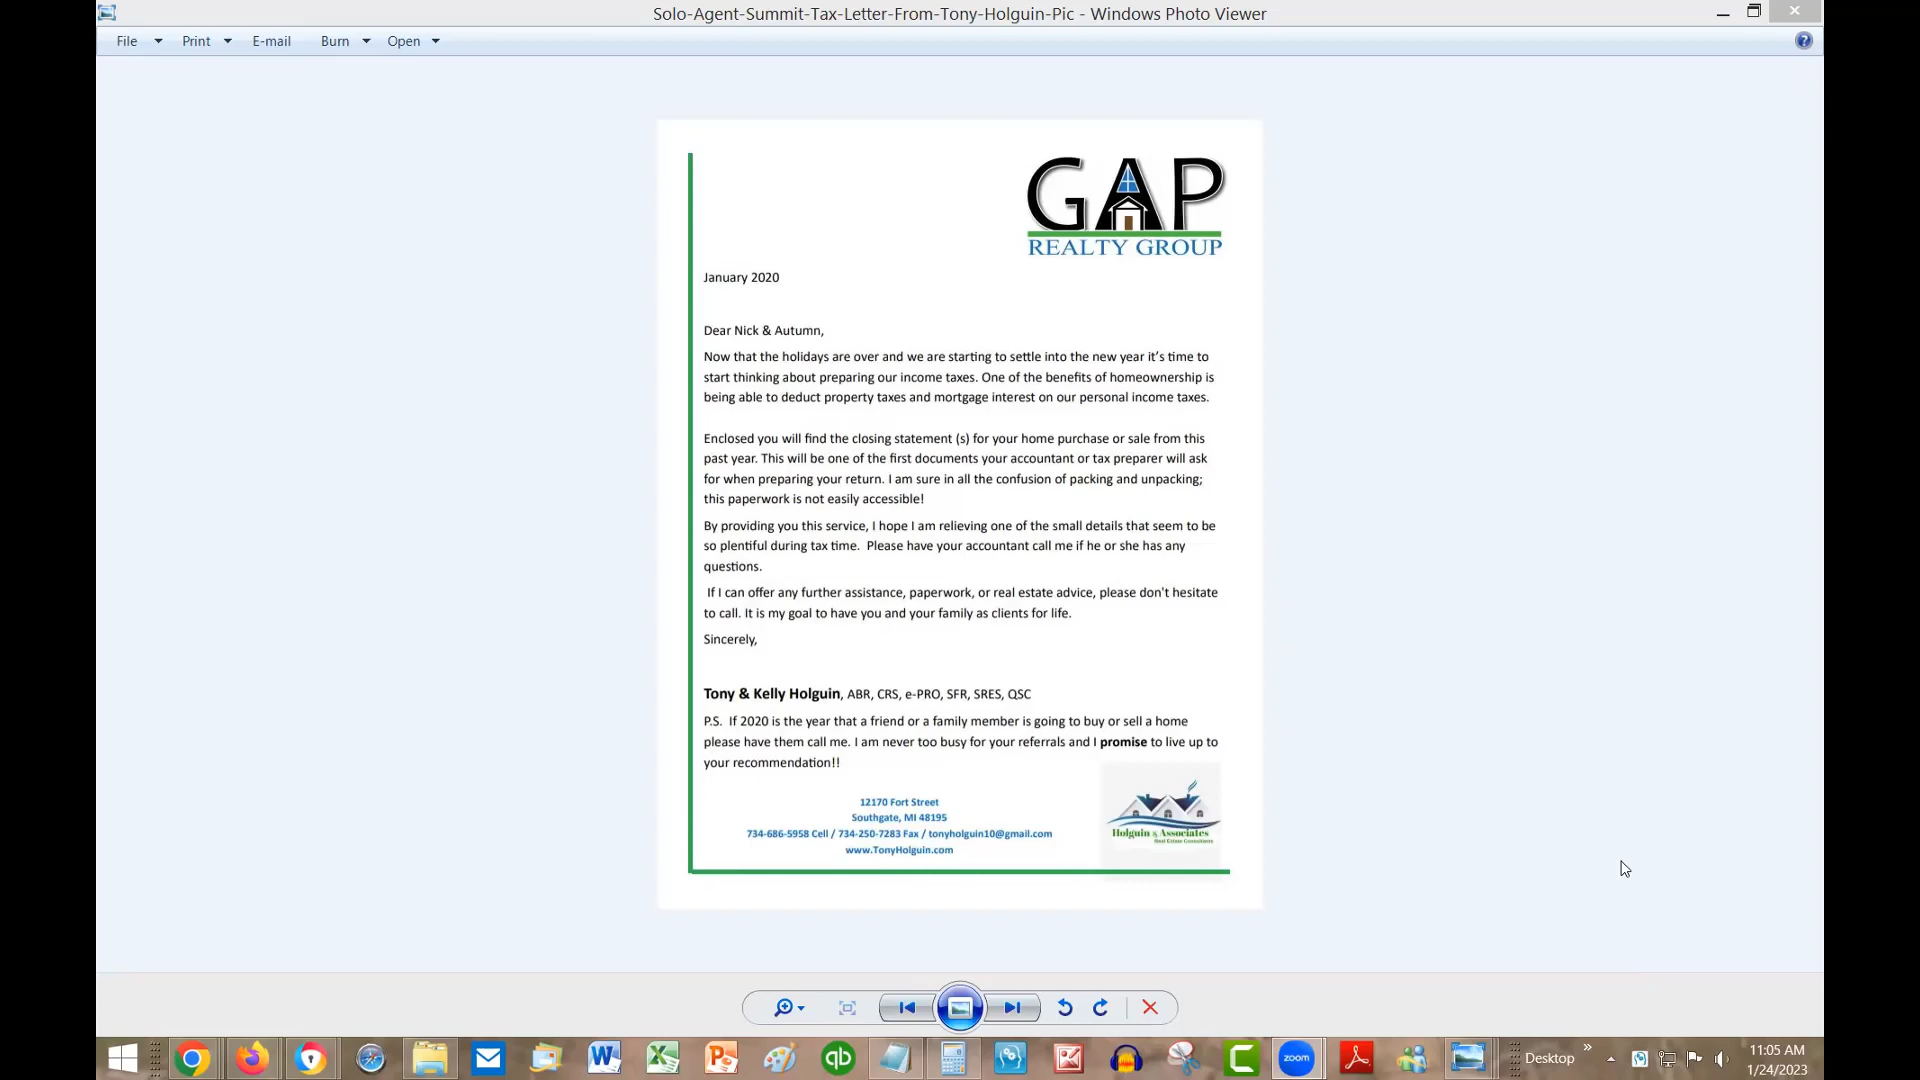 Solo-Agent-Summit-Tax-Letter-From-Tony-Holguin-Pic - Windows Photo Viewer
File Print E-mail Burn Open
GAP
REALTY GROUP
January 2020
Dear Nick & Autumn,
Now that the holidays are over and we are starting to settle into the new year it's time to
start thinking about preparing our income taxes. One of the benefits of homeownership is
being able to deduct property taxes and mortgage interest on our personal income taxes.
Enclosed you will find the closing statement (s) for your home purchase or sale from this
past year. This will be one of the first documents your accountant or tax preparer will ask
for when preparing your return. I am sure in all the confusion of packing and unpacking;
this paperwork is not easily accessible!
By providing you this service, I hope I am relieving one of the small details that seem to be
so plentiful during tax time. Please have your accountant call me if he or she has any
questions.
If I can offer any further assistance, paperwork, or real estate advice, please don't hesitate
to call. It is my goal to have you and your family as clients for life.
Sincerely,
Tony & Kelly Holguin, ABR, CRS, e-PRO, SFR, SRES, QSC
P.S. If 2020 is the year that a friend or a family member is going to buy or sell a home
please have them call me. I am never too busy for your referrals and I promise to live up to
your recommendation!!
12170 Fort Street
Southgate, MI 48195
734-686-5958 Cell / 734-250-7283 Fax / tonyholguin10@gmail.com
www.TonyHolguin.com
Holguin & Associates
Real Estate Consultants
qb
zoom
Desktop
11:05 AM
1/24/2023